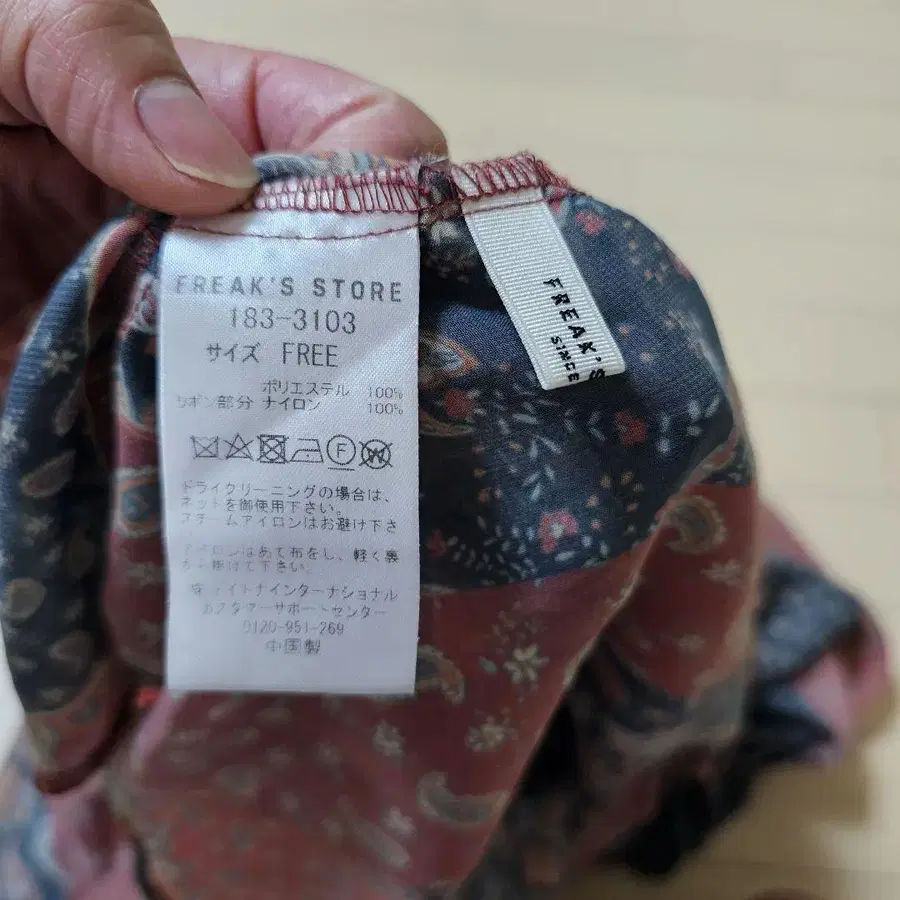 FREAK'S STORE
183-3103
サイズ FREE
ポリエステル 100%
リボン部分 ナイロン 100%
F W
ドライクリーニングの場合は、
ネットを御使用下さい。
スチームアイロンはお避け下さ
アイロンはあて布をし、軽く裏
から掛けて下さい。
ライトナインターナショナル
カスタマーサポートセンター
0120-951-269
中国製
FREAK'S
SINCE